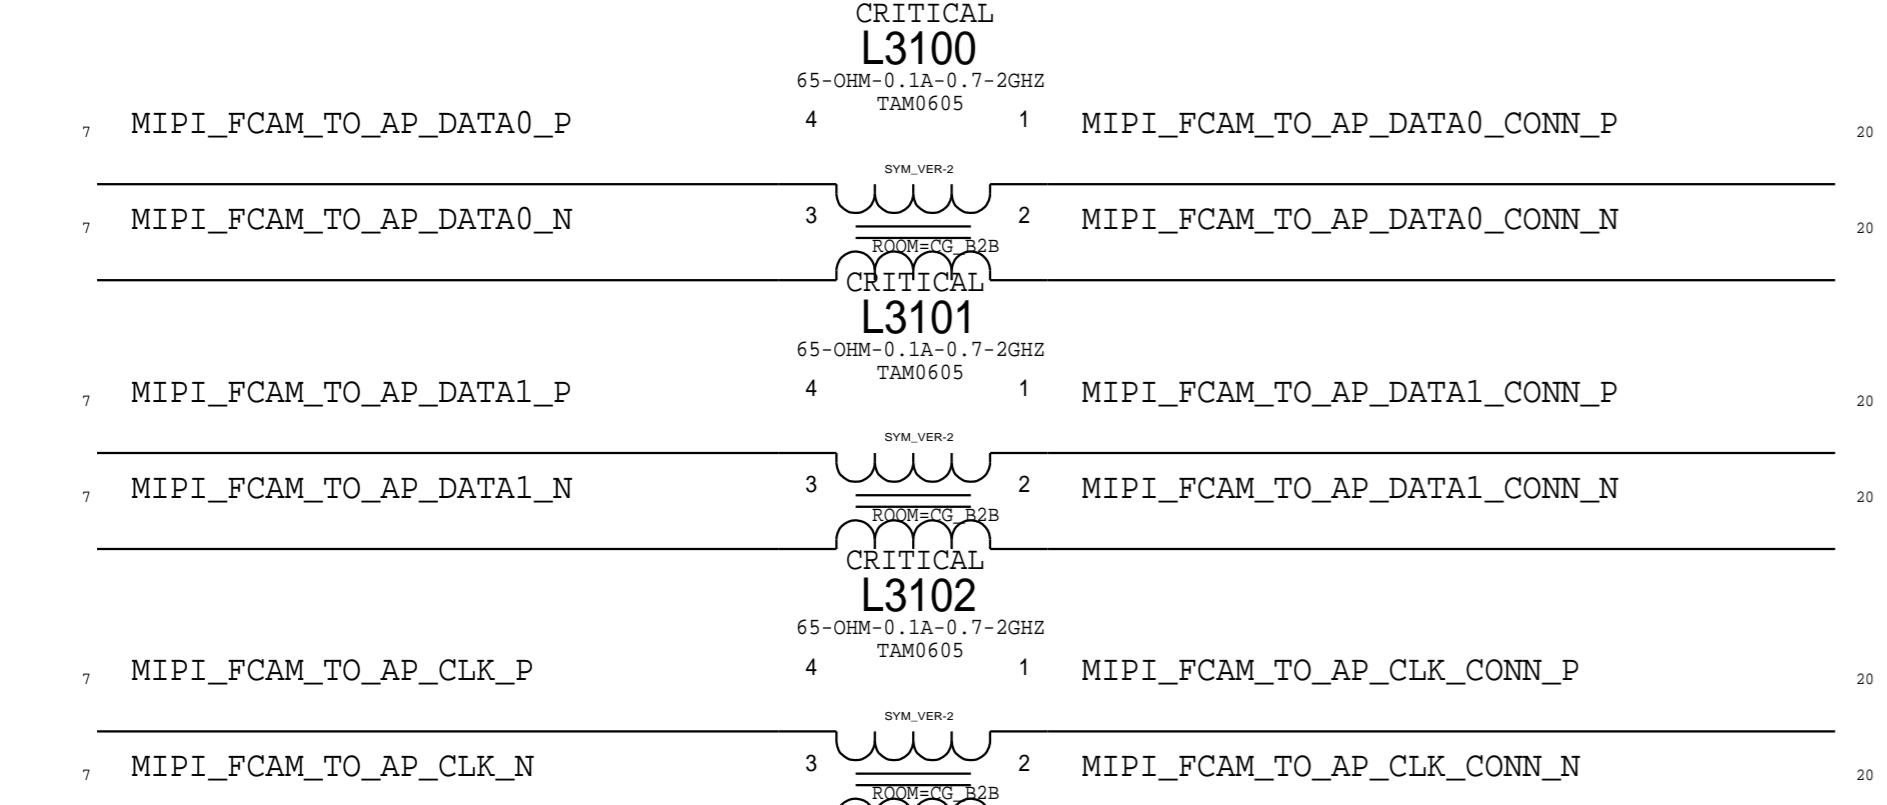 CRITICAL
L3100
65-OHM-0.1A-0.7-2GHZ
TAM0605
7 MIPI_FCAM_TO_AP_DATA0_P 4 1 MIPI_FCAM_TO_AP_DATA0_CONN_P 20
SYM_VER-2
7 MIPI_FCAM_TO_AP_DATA0_N 3 2 MIPI_FCAM_TO_AP_DATA0_CONN_N 20
ROOM=CG_B2B
CRITICAL
L3101
65-OHM-0.1A-0.7-2GHZ
TAM0605
7 MIPI_FCAM_TO_AP_DATA1_P 4 1 MIPI_FCAM_TO_AP_DATA1_CONN_P 20
SYM_VER-2
7 MIPI_FCAM_TO_AP_DATA1_N 3 2 MIPI_FCAM_TO_AP_DATA1_CONN_N 20
ROOM=CG_B2B
CRITICAL
L3102
65-OHM-0.1A-0.7-2GHZ
TAM0605
7 MIPI_FCAM_TO_AP_CLK_P 4 1 MIPI_FCAM_TO_AP_CLK_CONN_P 20
SYM_VER-2
7 MIPI_FCAM_TO_AP_CLK_N 3 2 MIPI_FCAM_TO_AP_CLK_CONN_N 20
ROOM=CG_B2B